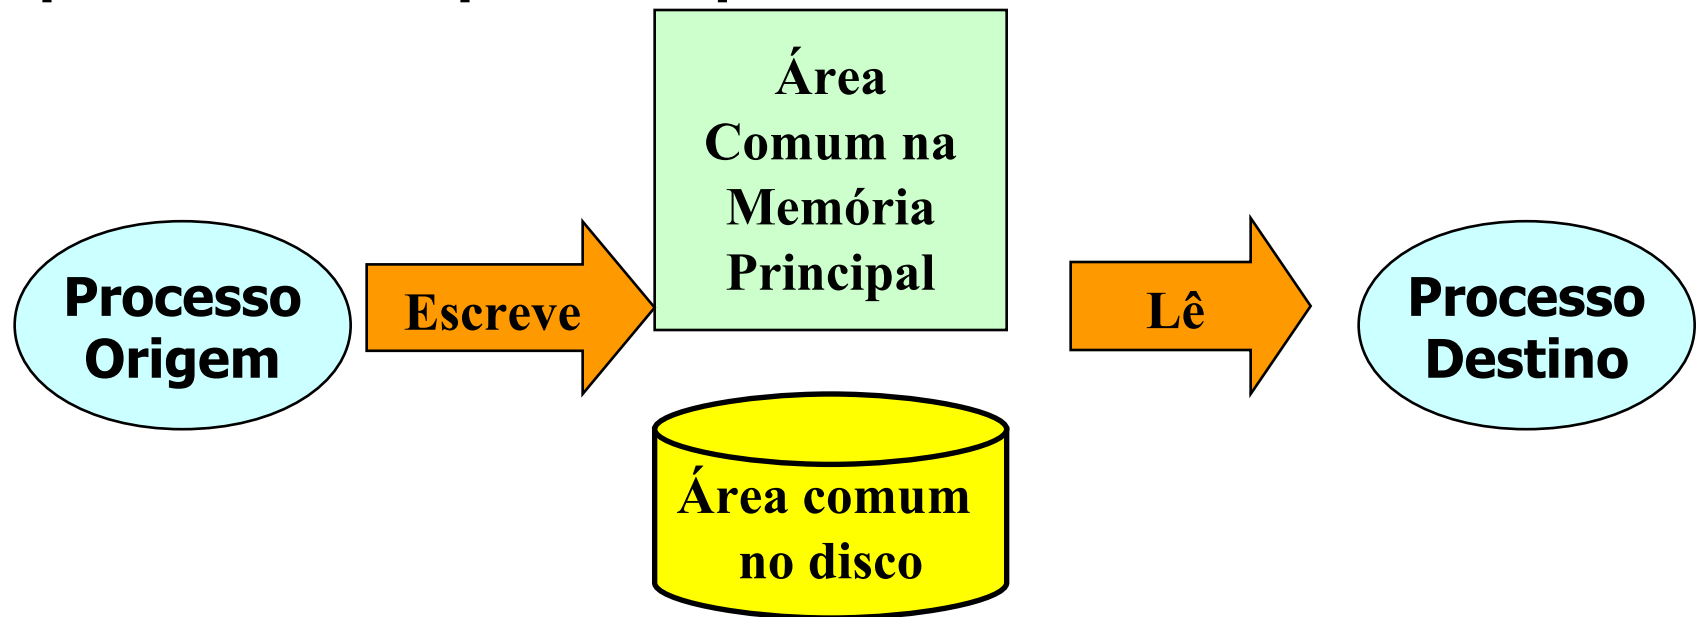 Processo
Origem
Escreve
Área
Comum na
Memória
Principal
Área comum
no disco
Lê
Processo
Destino